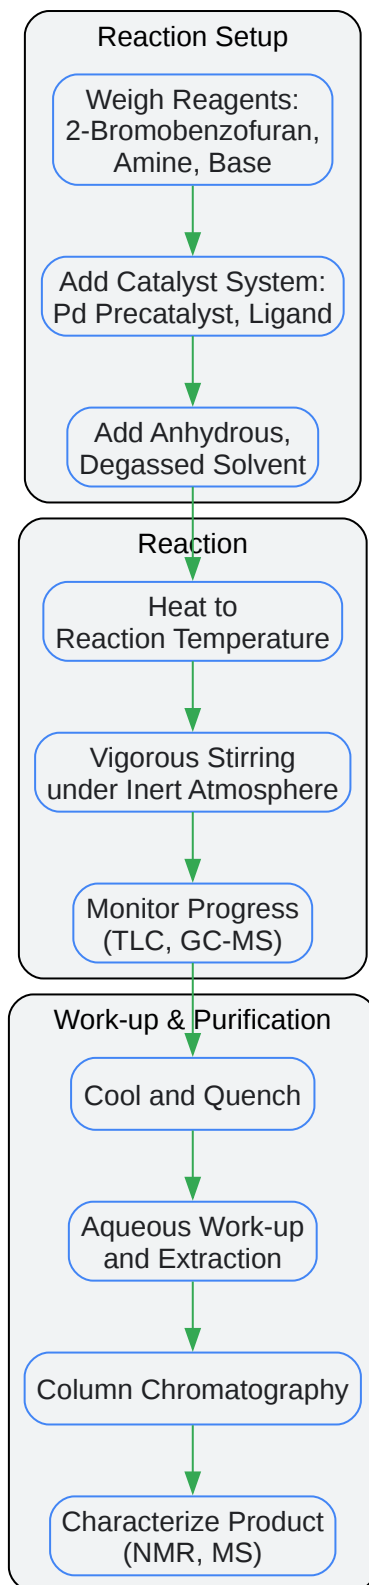 Reaction Setup
Weigh Reagents:
2-Bromobenzofuran,
Amine, Base
Add Catalyst System:
Pd Precatalyst, Ligand
Add Anhydrous,
Degassed Solvent
Reaction
Heat to
Reaction Temperature
Vigorous Stirring
under Inert Atmosphere
Monitor Progress
(TLC, GC-MS)
Work-up & Purification
Cool and Quench
Aqueous Work-up
and Extraction
Column Chromatography
Characterize Product
(NMR, MS)